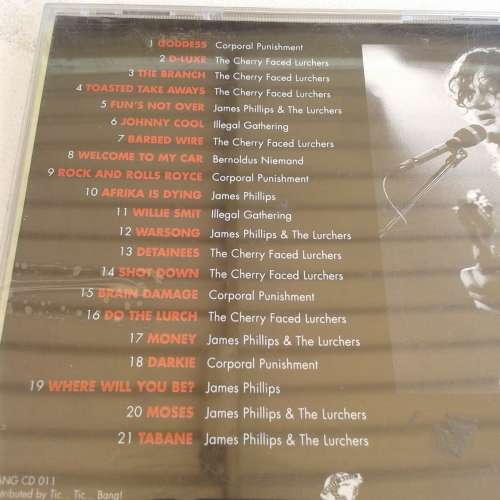 1 GODDESS Corporal Punishment
2 D-LUXE The Cherry Faced Lurchers
3 THE BRANCH The Cherry Faced Lurchers
4 TOASTED TAKE AWAYS The Cherry Faced Lurchers
5 FUN'S NOT OVER James Phillips & The Lurchers
6 JOHNNY COOL Illegal Gathering
7 BARBED WIRE The Cherry Faced Lurchers
8 WELCOME TO MY CAR Bernoldus Niemand
9 ROCK AND ROLLS ROYCE Corporal Punishment
10 AFRIKA IS DYING James Phillips
11 WILLIE SMIT Illegal Gathering
12 WARSONG James Phillips & The Lurchers
13 DETAINEES The Cherry Faced Lurchers
14 SHOT DOWN The Cherry Faced Lurchers
15 BRAIN DAMAGE Corporal Punishment
16 DO THE LURCH The Cherry Faced Lurchers
17 MONEY James Phillips & The Lurchers
18 DARKIE Corporal Punishment
19 WHERE WILL YOU BE? James Phillips
20 MOSES James Phillips & The Lurchers
21 TABANE James Phillips & The Lurchers
ANG CD 011
tributed by Tic... Tic... Bang!